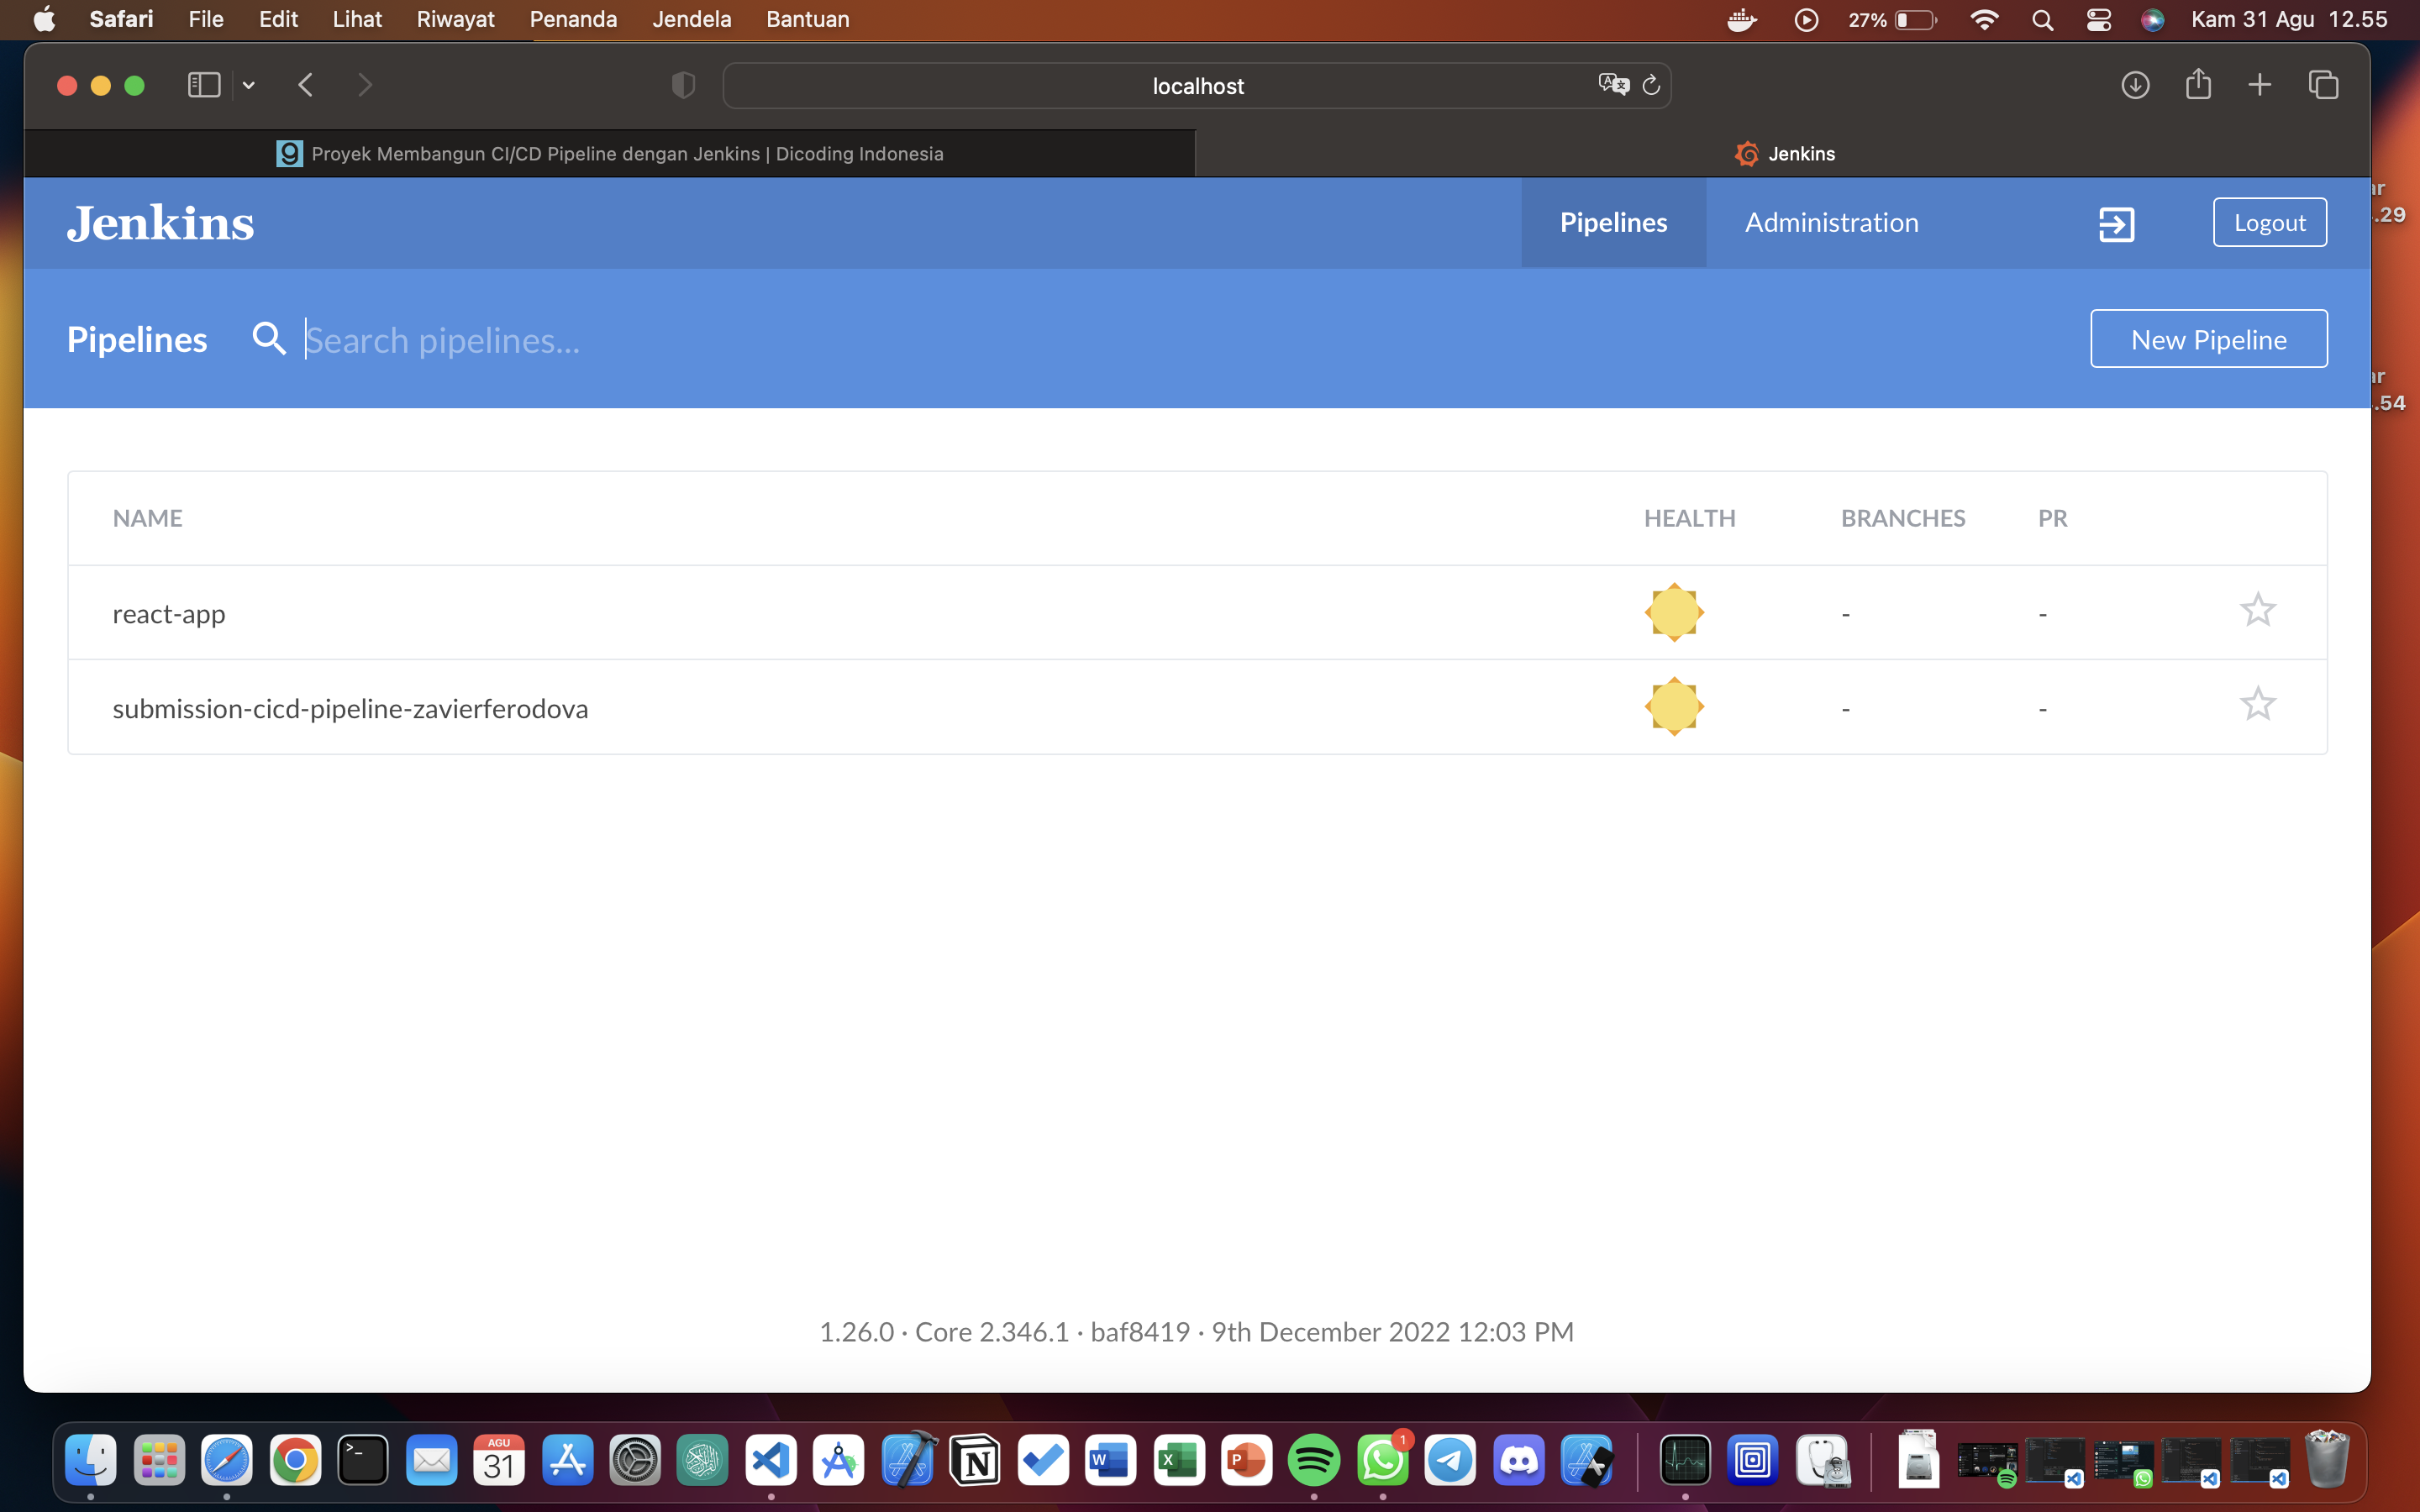 Safari File Edit Lihat Riwayat Penanda Jendela Bantuan 27% Kam 31 Agu 12.55
localhost
Proyek Membangun CI/CD Pipeline dengan Jenkins | Dicoding Indonesia Jenkins
ar
.29
Jenkins Pipelines Administration Logout
Pipelines Search pipelines... New Pipeline
ar
.54
NAME HEALTH BRANCHES PR
react-app - -
submission-cicd-pipeline-zavierferodova - -
1.26.0 · Core 2.346.1 · baf8419 · 9th December 2022 12:03 PM
AGU
31
1